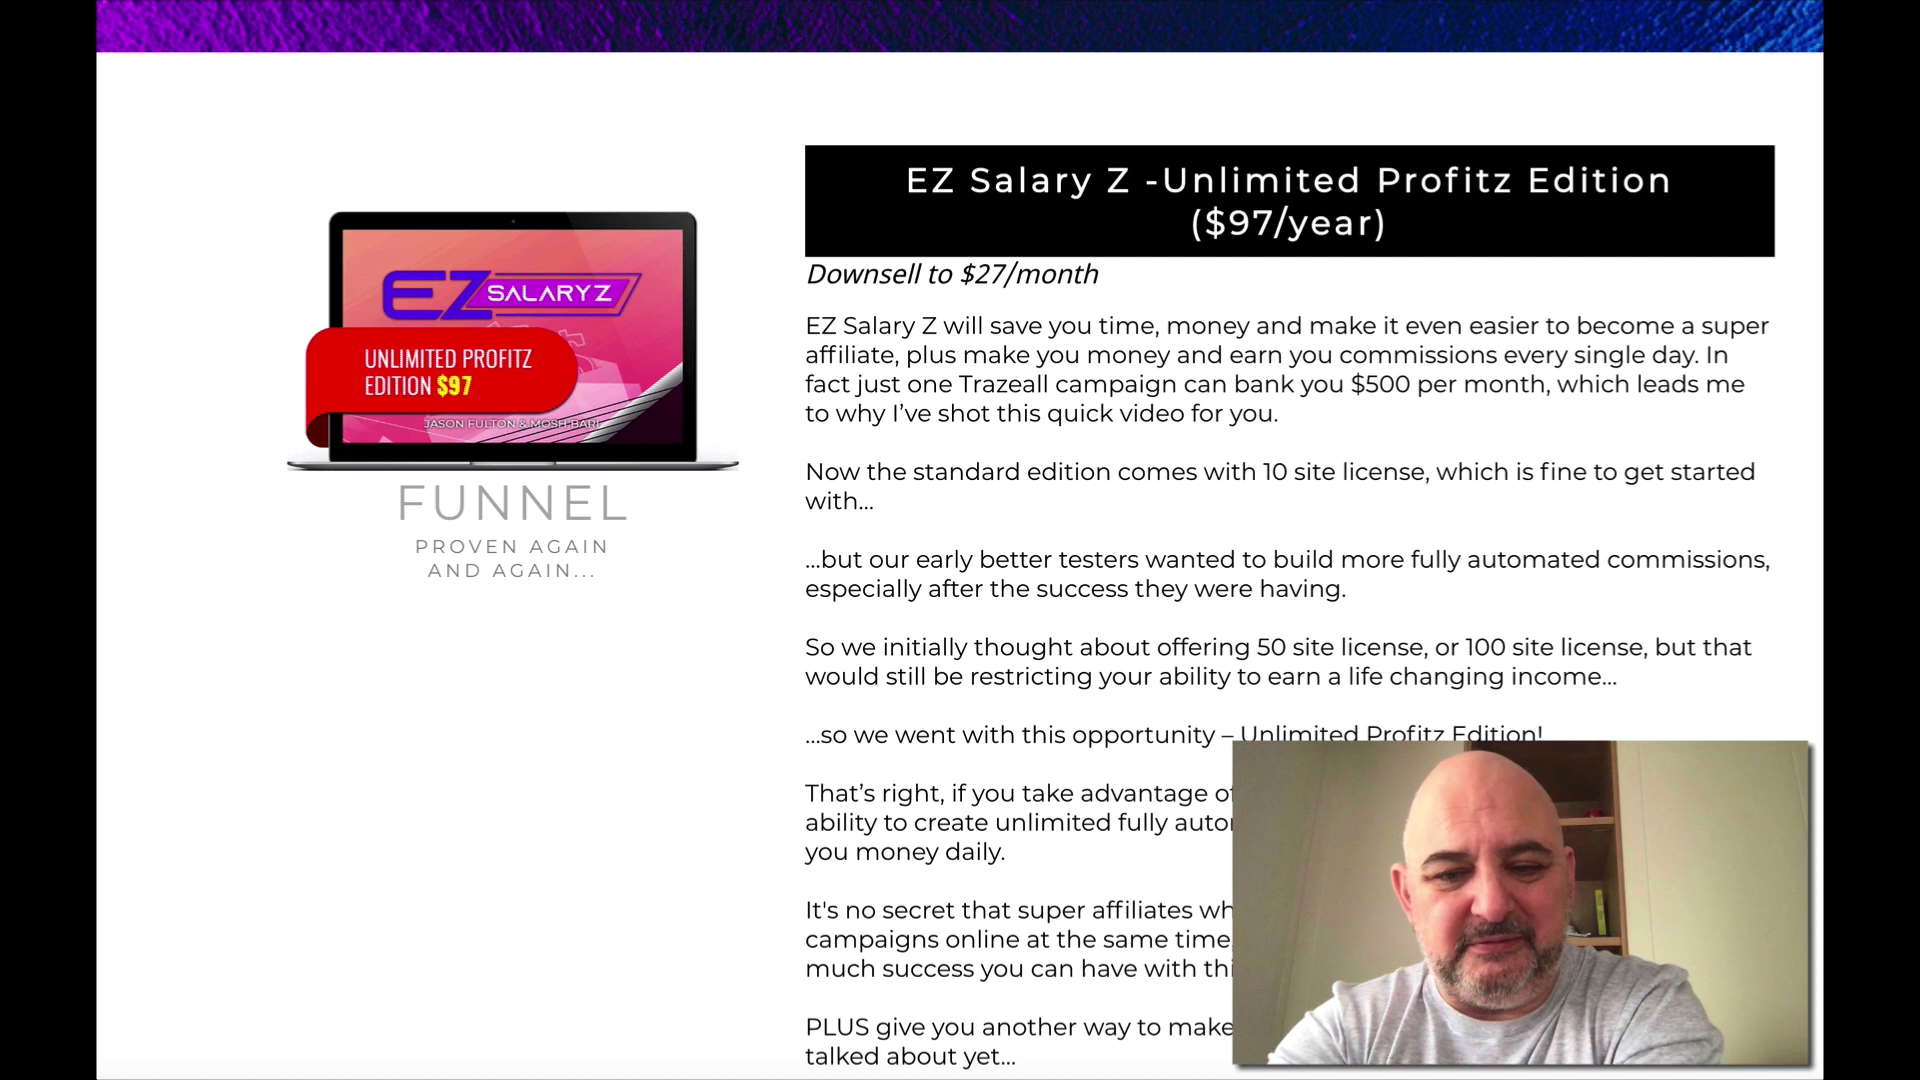 EZ Salary Z -Unlimited Profitz Edition
($97/year)
Downsell to $27/month
EZ SALARY Z
UNLIMITED PROFITZ
EDITION $97
JASON FULTON & MOSH BARI
FUNNEL
PROVEN AGAIN
AND AGAIN...
EZ Salary Z will save you time, money and make it even easier to become a super
affiliate, plus make you money and earn you commissions every single day. In
fact just one Trazeall campaign can bank you $500 per month, which leads me
to why I’ve shot this quick video for you.
Now the standard edition comes with 10 site license, which is fine to get started
with…
…but our early better testers wanted to build more fully automated commissions,
especially after the success they were having.
So we initially thought about offering 50 site license, or 100 site license, but that
would still be restricting your ability to earn a life changing income…
…so we went with this opportunity – Unlimited Profitz Edition!
That’s right, if you take advantage
ability to create unlimited fully
you money daily.
It's no secret that super affiliates
campaigns online at the same time,
much success you can have with
PLUS give you another way to make
talked about yet…